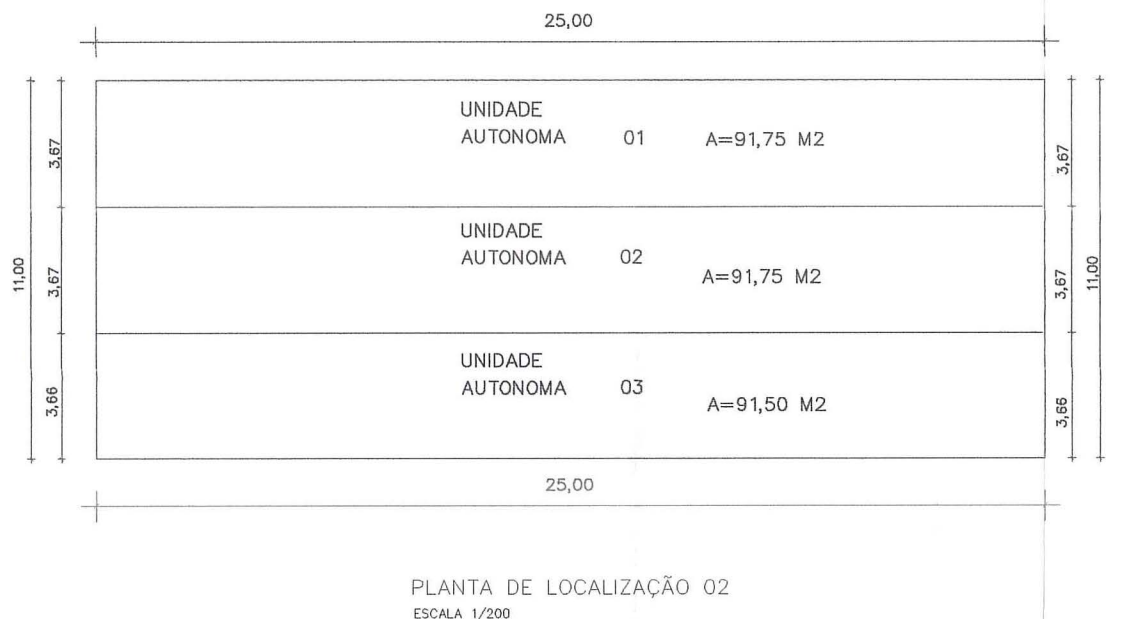 25,00
UNIDADE
AUTONOMA 01 A=91,75 M2
3,67
3,67
UNIDADE
AUTONOMA 02
A=91,75 M2
11,00
3,67
3,67
11,00
UNIDADE
AUTONOMA 03
A=91,50 M2
3,66
3,66
25,00
PLANTA DE LOCALIZAÇÃO 02
ESCALA 1/200